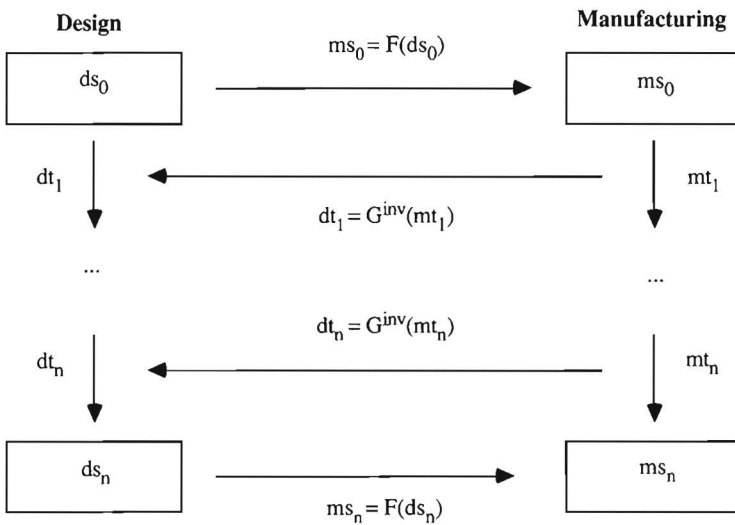 Design
Manufacturing
ms₀ = F(ds₀)
ds₀
ms₀
dt₁
mt₁
dt₁ = Gⁱⁿᵛ(mt₁)
...
...
dtₙ = Gⁱⁿᵛ(mtₙ)
dtₙ
mtₙ
dsₙ
msₙ
msₙ = F(dsₙ)